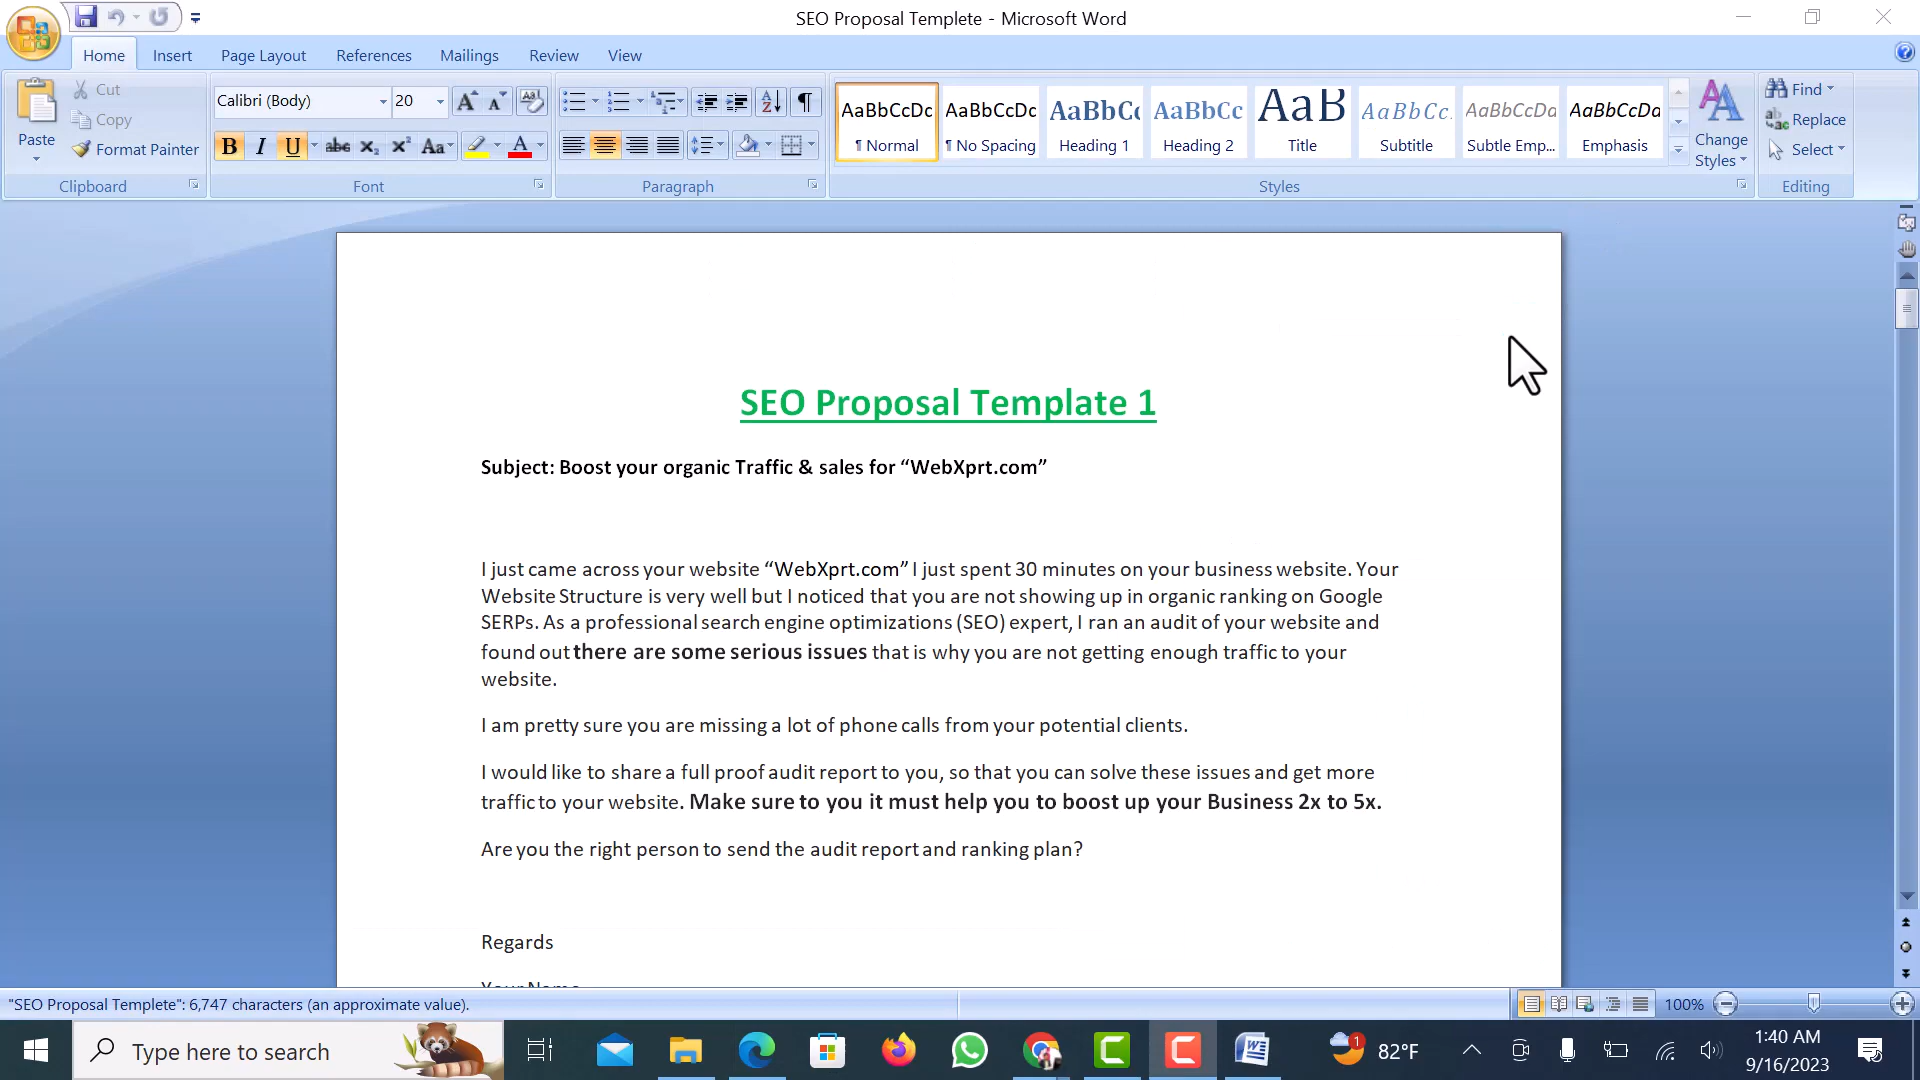 SEO Proposal Templete - Microsoft Word
Home Insert Page Layout References Mailings Review View
Paste
Cut
Copy
Format Painter
Clipboard
Calibri (Body) 20
B I U abe X₂ X² Aa A
Font
Paragraph
AaBbCcDc AaBbCcDc AaBbC( AaBbCc AaB AaBbCc. AaBbCcDa AaBbCcDa
¶ Normal ¶ No Spacing Heading 1 Heading 2 Title Subtitle Subtle Emp... Emphasis
Change
Styles
Styles
Find
Replace
Select
Editing
SEO Proposal Template 1
Subject: Boost your organic Traffic & sales for “WebXprt.com”
I just came across your website “WebXprt.com” I just spent 30 minutes on your business website. Your
Website Structure is very well but I noticed that you are not showing up in organic ranking on Google
SERPs. As a professional search engine optimizations (SEO) expert, I ran an audit of your website and
found out there are some serious issues that is why you are not getting enough traffic to your
website.
I am pretty sure you are missing a lot of phone calls from your potential clients.
I would like to share a full proof audit report to you, so that you can solve these issues and get more
traffic to your website. Make sure to you it must help you to boost up your Business 2x to 5x.
Are you the right person to send the audit report and ranking plan?
Regards
Your Name
"SEO Proposal Templete": 6,747 characters (an approximate value).
100%
Type here to search
1
82°F
1:40 AM
9/16/2023